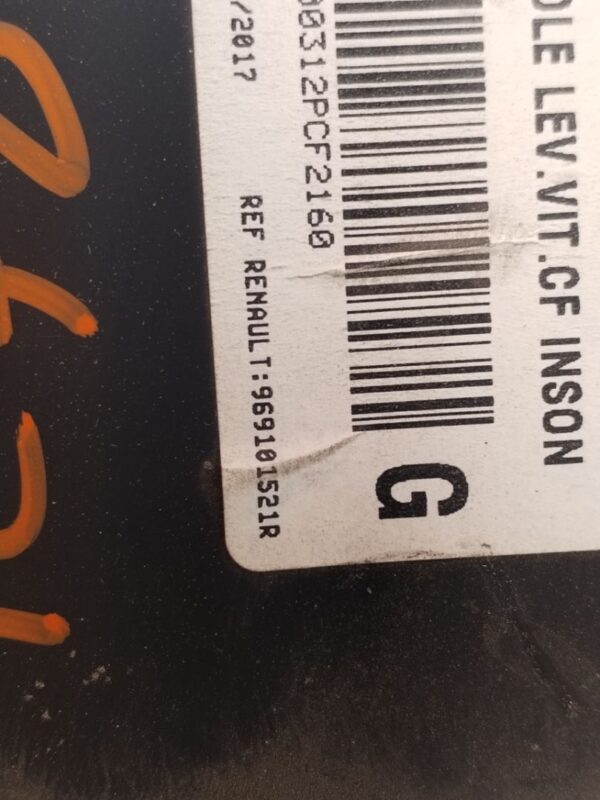 OLE LEV.VIT.CF INSON
00312PCF2160
G
/2017
REF RENAULT:969101521R